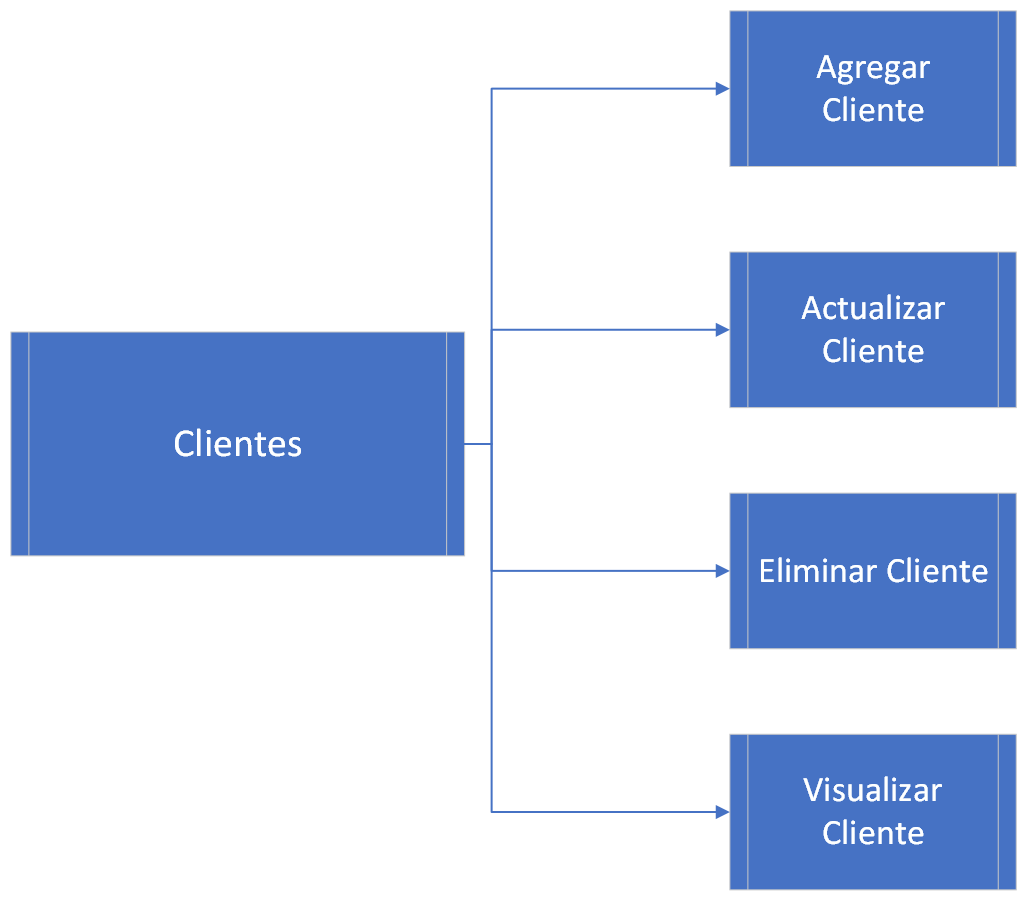 Agregar
Cliente
Actualizar
Cliente
Clientes
Eliminar Cliente
Visualizar
Cliente